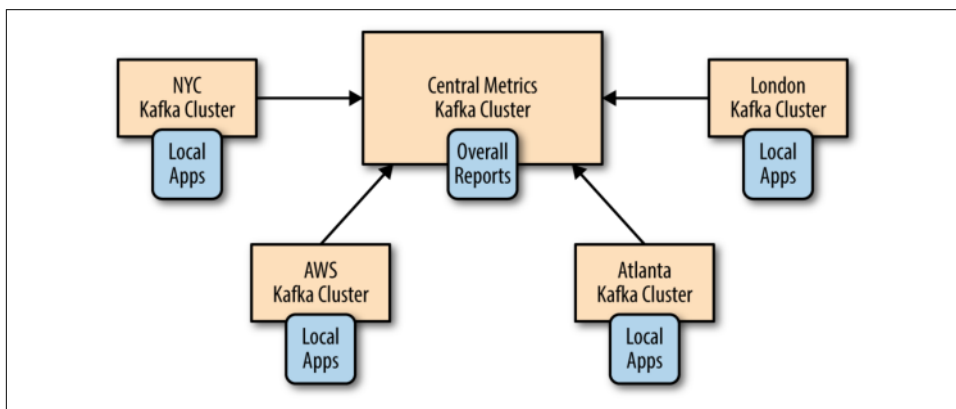 NYC
Kafka Cluster
Local
Apps
Central Metrics
Kafka Cluster
Overall
Reports
London
Kafka Cluster
Local
Apps
AWS
Kafka Cluster
Local
Apps
Atlanta
Kafka Cluster
Local
Apps